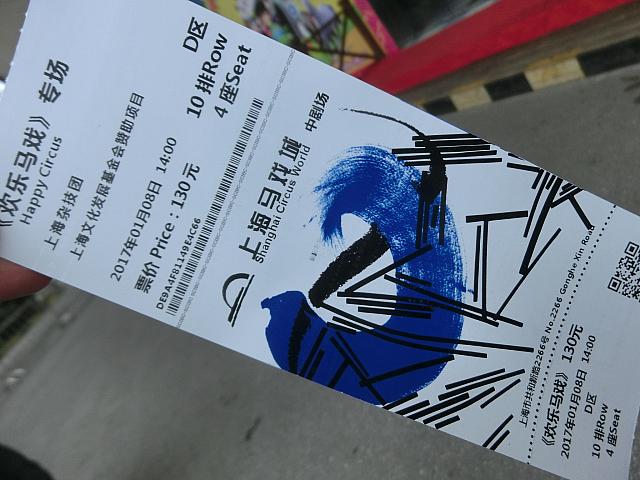 《欢乐马戏》专场
Happy Circus
上海杂技团
上海文化发展基金会赞助项目
2017年01月08日 14:00
票价 Price：130 元
D区
10 排Row
4 座Seat
DE9A4F81149E4C66
上海马戏城 中剧场
Shanghai Circus World
上海市共和新路2266号 No.2266 Gonghe Xin Road
《欢乐马戏》 130元
2017年01月08日 14:00
D区
10 排Row
4 座Seat